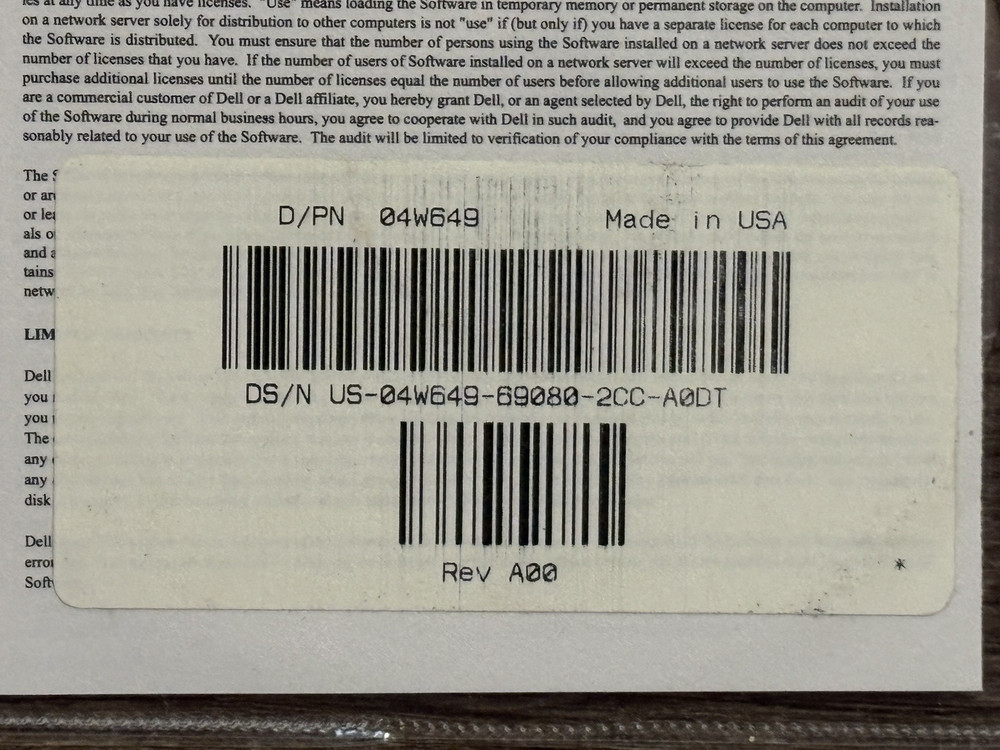 les at any time as you have licenses. "Use" means loading the Software in temporary memory or permanent storage on the computer. Installation
on a network server solely for distribution to other computers is not "use" if (but only if) you have a separate license for each computer to which
the Software is distributed. You must ensure that the number of persons using the Software installed on a network server does not exceed the
number of licenses that you have. If the number of users of Software installed on a network server will exceed the number of licenses, you must
purchase additional licenses until the number of licenses equal the number of users before allowing additional users to use the Software. If you
are a commercial customer of Dell or a Dell affiliate, you hereby grant Dell, or an agent selected by Dell, the right to perform an audit of your use
of the Software during normal business hours, you agree to cooperate with Dell in such audit, and you agree to provide Dell with all records rea-
sonably related to your use of the Software. The audit will be limited to verification of your compliance with the terms of this agreement.
The
or
or
als
and
tains
netw
LIM
Dell
you
you
The
any
any
disk
Dell
Soft
D/PN 04W649 Made in USA
DS/N US-04W649-69080-2CC-A0DT
Rev A00
*